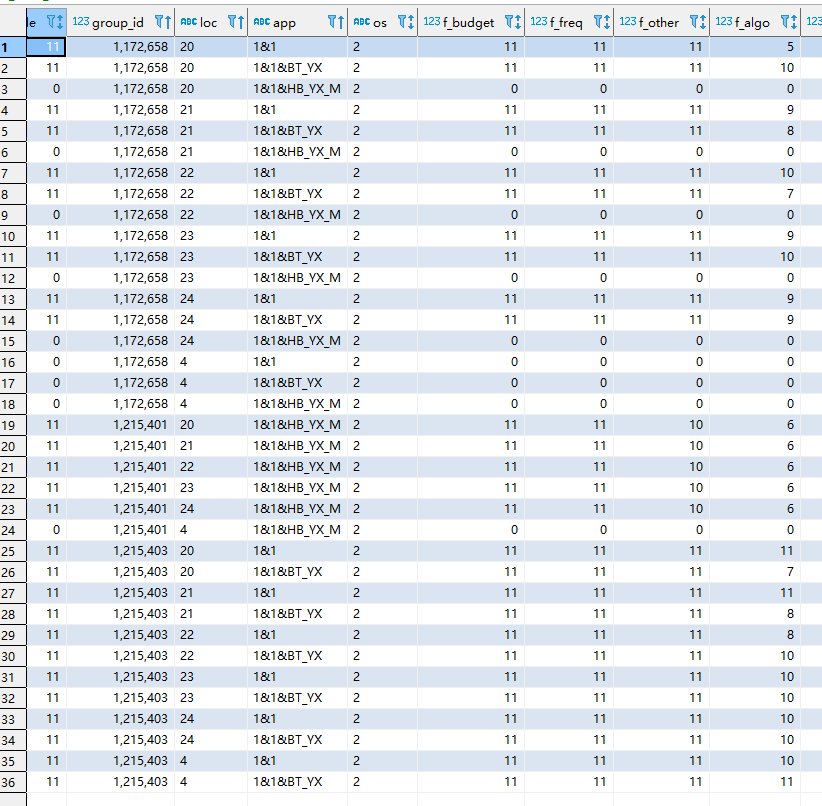 le 123 group_id ABC loc ABC app ABC os 123 f_budget 123 f_freq 123 f_other 123 f_algo 123
1 11 1,172,658 20 1&1 2 11 11 11 5
2 11 1,172,658 20 1&1&BT_YX 2 11 11 11 10
3 0 1,172,658 20 1&1&HB_YX_M 2 0 0 0 0
4 11 1,172,658 21 1&1 2 11 11 11 9
5 11 1,172,658 21 1&1&BT_YX 2 11 11 11 8
6 0 1,172,658 21 1&1&HB_YX_M 2 0 0 0 0
7 11 1,172,658 22 1&1 2 11 11 11 10
8 11 1,172,658 22 1&1&BT_YX 2 11 11 11 7
9 0 1,172,658 22 1&1&HB_YX_M 2 0 0 0 0
10 11 1,172,658 23 1&1 2 11 11 11 9
11 11 1,172,658 23 1&1&BT_YX 2 11 11 11 10
12 0 1,172,658 23 1&1&HB_YX_M 2 0 0 0 0
13 11 1,172,658 24 1&1 2 11 11 11 9
14 11 1,172,658 24 1&1&BT_YX 2 11 11 11 9
15 0 1,172,658 24 1&1&HB_YX_M 2 0 0 0 0
16 0 1,172,658 4 1&1 2 0 0 0 0
17 0 1,172,658 4 1&1&BT_YX 2 0 0 0 0
18 0 1,172,658 4 1&1&HB_YX_M 2 0 0 0 0
19 11 1,215,401 20 1&1&HB_YX_M 2 11 11 10 6
20 11 1,215,401 21 1&1&HB_YX_M 2 11 11 10 6
21 11 1,215,401 22 1&1&HB_YX_M 2 11 11 10 6
22 11 1,215,401 23 1&1&HB_YX_M 2 11 11 10 6
23 11 1,215,401 24 1&1&HB_YX_M 2 11 11 10 6
24 0 1,215,401 4 1&1&HB_YX_M 2 0 0 0 0
25 11 1,215,403 20 1&1 2 11 11 11 11
26 11 1,215,403 20 1&1&BT_YX 2 11 11 11 7
27 11 1,215,403 21 1&1 2 11 11 11 11
28 11 1,215,403 21 1&1&BT_YX 2 11 11 11 8
29 11 1,215,403 22 1&1 2 11 11 11 8
30 11 1,215,403 22 1&1&BT_YX 2 11 11 11 10
31 11 1,215,403 23 1&1 2 11 11 11 10
32 11 1,215,403 23 1&1&BT_YX 2 11 11 11 10
33 11 1,215,403 24 1&1 2 11 11 11 10
34 11 1,215,403 24 1&1&BT_YX 2 11 11 11 10
35 11 1,215,403 4 1&1 2 11 11 11 10
36 11 1,215,403 4 1&1&BT_YX 2 11 11 11 11